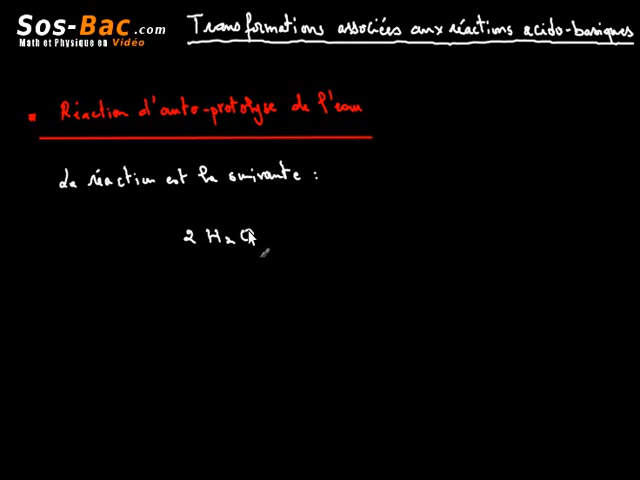 Sos-Bac.com
Math et Physique en Vidéo
Transformations associées aux réactions acido-basiques
* Réaction d'auto-protolyse de l'eau
La réaction est la suivante :
2 H₂O